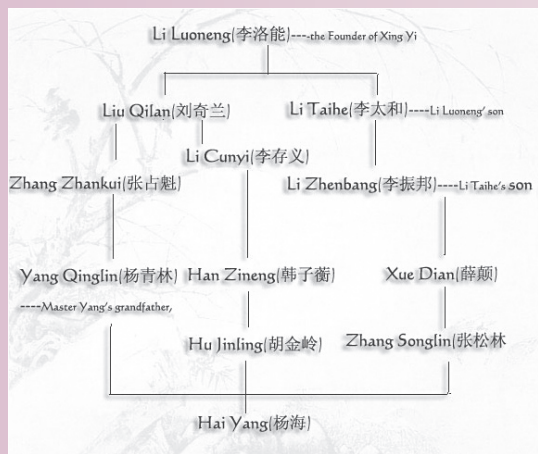 Li Luoneng(李洛能)---the Founder of Xing Yi
Liu Qilan(刘奇兰) Li Taihe(李太和)----Li Luoneng' son
Li Cunyi(李存义)
Zhang Zhankui(张占魁) Li Zhenbang(李振邦)----Li Taihe's son
Yang Qinglin(杨青林) Han Zineng(韩子衡) Xue Dian(薛颠)
----Master Yang's grandfather,
Hu Jinling(胡金岭) Zhang Songlin(张松林
Hai Yang(杨海)